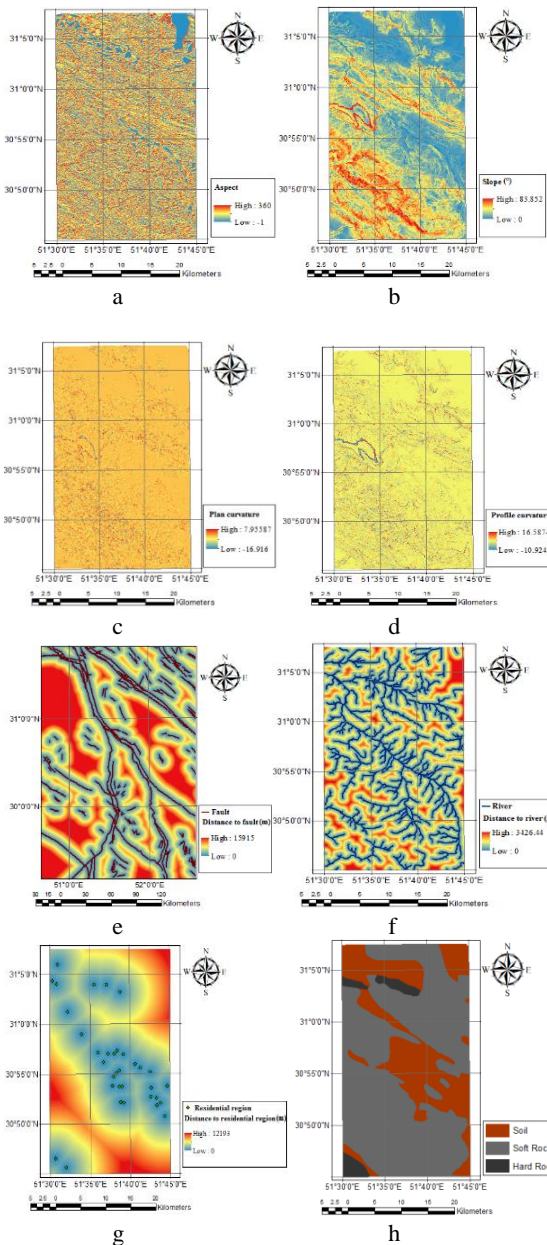 N
W E
S
31°5'0"N
31°0'0"N
30°55'0"N
30°50'0"N
Aspect
High : 360
Low : -1
51°30'0"E 51°35'0"E 51°40'0"E 51°45'0"E
5 2.5 0 5 10 15 20
Kilometers
a
N
W E
S
31°5'0"N
31°0'0"N
30°55'0"N
30°50'0"N
Slope (°)
High : 83.852
Low : 0
51°30'0"E 51°35'0"E 51°40'0"E 51°45'0"E
5 2.5 0 5 10 15 20
Kilometers
b
N
W E
S
31°5'0"N
31°0'0"N
30°55'0"N
30°50'0"N
Plan curvature
High : 7.95587
Low : -16.916
51°30'0"E 51°35'0"E 51°40'0"E 51°45'0"E
5 2.5 0 5 10 15 20
Kilometers
c
N
W E
S
31°5'0"N
31°0'0"N
30°55'0"N
30°50'0"N
Profile curvature
High : 16.5874
Low : -10.924
51°30'0"E 51°35'0"E 51°40'0"E 51°45'0"E
5 2.5 0 5 10 15 20
Kilometers
d
N
W E
S
31°0'0"N
30°0'0"N
Fault
Distance to fault (m)
High : 15915
Low : 0
51°0'0"E 52°0'0"E
30 15 0 30 60 90 120
Kilometers
e
N
W E
S
31°5'0"N
31°0'0"N
30°55'0"N
30°50'0"N
River
Distance to river (
High : 3426.44
Low : 0
51°30'0"E 51°35'0"E 51°40'0"E 51°45'0"E
5 2.5 0 5 10 15 20
Kilometers
f
N
W E
S
31°5'0"N
31°0'0"N
30°55'0"N
30°50'0"N
Residential region
Distance to residential region (m)
High : 12193
Low : 0
51°30'0"E 51°35'0"E 51°40'0"E 51°45'0"E
5 2.5 0 5 10 15 20
Kilometers
g
N
W E
S
31°5'0"N
31°0'0"N
30°55'0"N
30°50'0"N
Soil
Soft Roc
Hard Ro
51°30'0"E 51°35'0"E 51°40'0"E 51°45'0"E
5 2.5 0 5 10 15 20
Kilometers
h